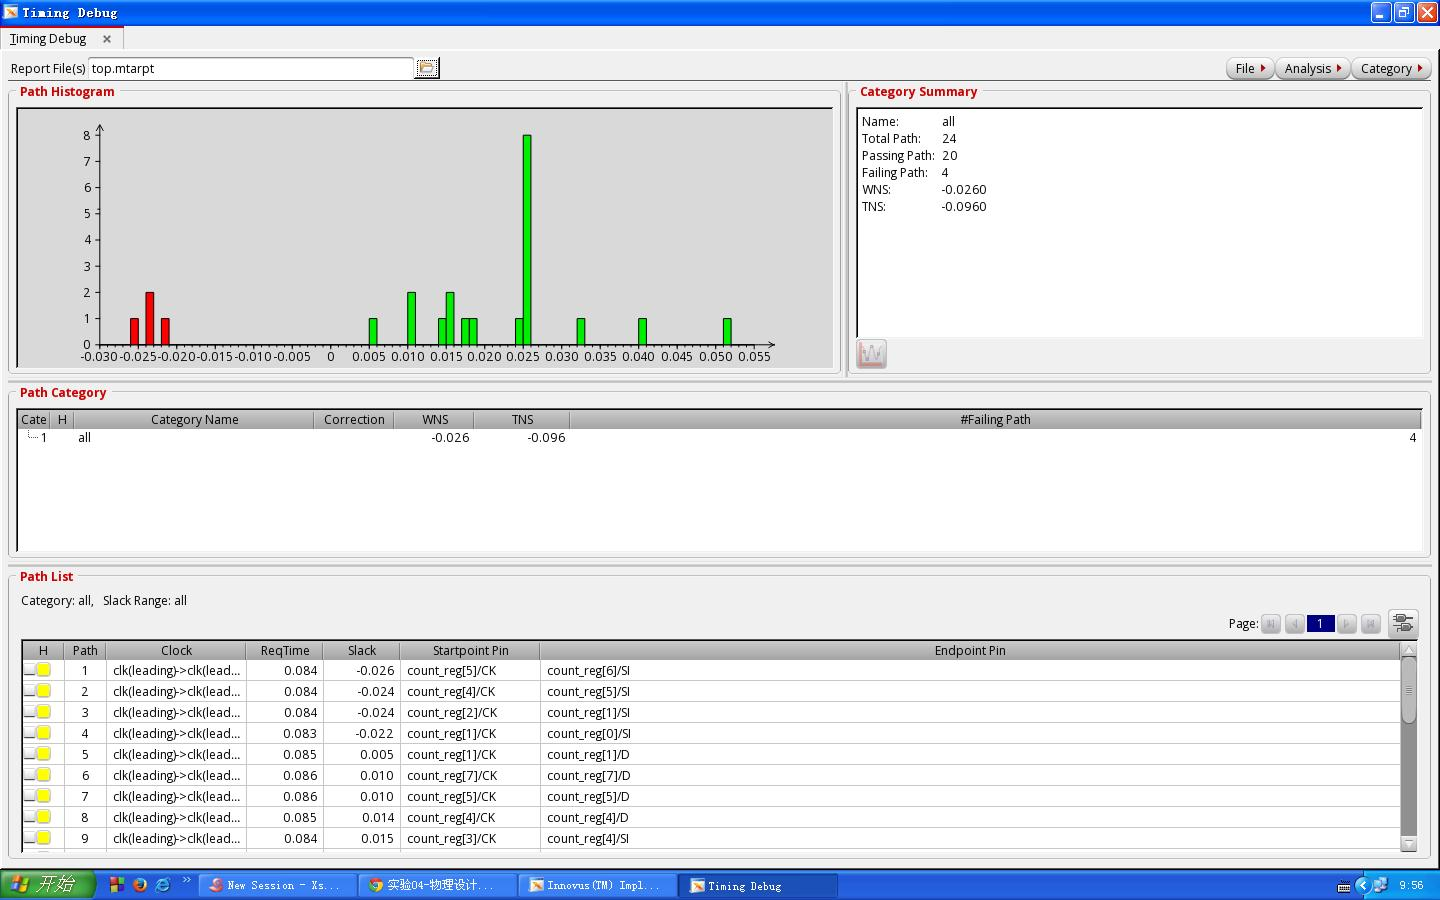 Timing Debug
Timing Debug
Report File(s) top.mtarpt
File Analysis Category
Path Histogram
8
7
6
5
4
3
2
1
0
-0.030 -0.025 -0.020 -0.015 -0.010 -0.005 0 0.005 0.010 0.015 0.020 0.025 0.030 0.035 0.040 0.045 0.050 0.055
Category Summary
Name: all
Total Path: 24
Passing Path: 20
Failing Path: 4
WNS: -0.0260
TNS: -0.0960
Path Category
Cate H Category Name Correction WNS TNS #Failing Path
1 all -0.026 -0.096 4
Path List
Category: all, Slack Range: all
Page: 1
H Path Clock ReqTime Slack Startpoint Pin Endpoint Pin
1 clk(leading)->clk(lead... 0.084 -0.026 count_reg[5]/CK count_reg[6]/SI
2 clk(leading)->clk(lead... 0.084 -0.024 count_reg[4]/CK count_reg[5]/SI
3 clk(leading)->clk(lead... 0.084 -0.024 count_reg[2]/CK count_reg[1]/SI
4 clk(leading)->clk(lead... 0.083 -0.022 count_reg[1]/CK count_reg[0]/SI
5 clk(leading)->clk(lead... 0.085 0.005 count_reg[1]/CK count_reg[1]/D
6 clk(leading)->clk(lead... 0.086 0.010 count_reg[7]/CK count_reg[7]/D
7 clk(leading)->clk(lead... 0.086 0.010 count_reg[5]/CK count_reg[5]/D
8 clk(leading)->clk(lead... 0.085 0.014 count_reg[4]/CK count_reg[4]/D
9 clk(leading)->clk(lead... 0.084 0.015 count_reg[3]/CK count_reg[4]/SI
开始 New Session - Xs... 实验04-物理设计... Innovus(TM) Impl... Timing Debug 9:56